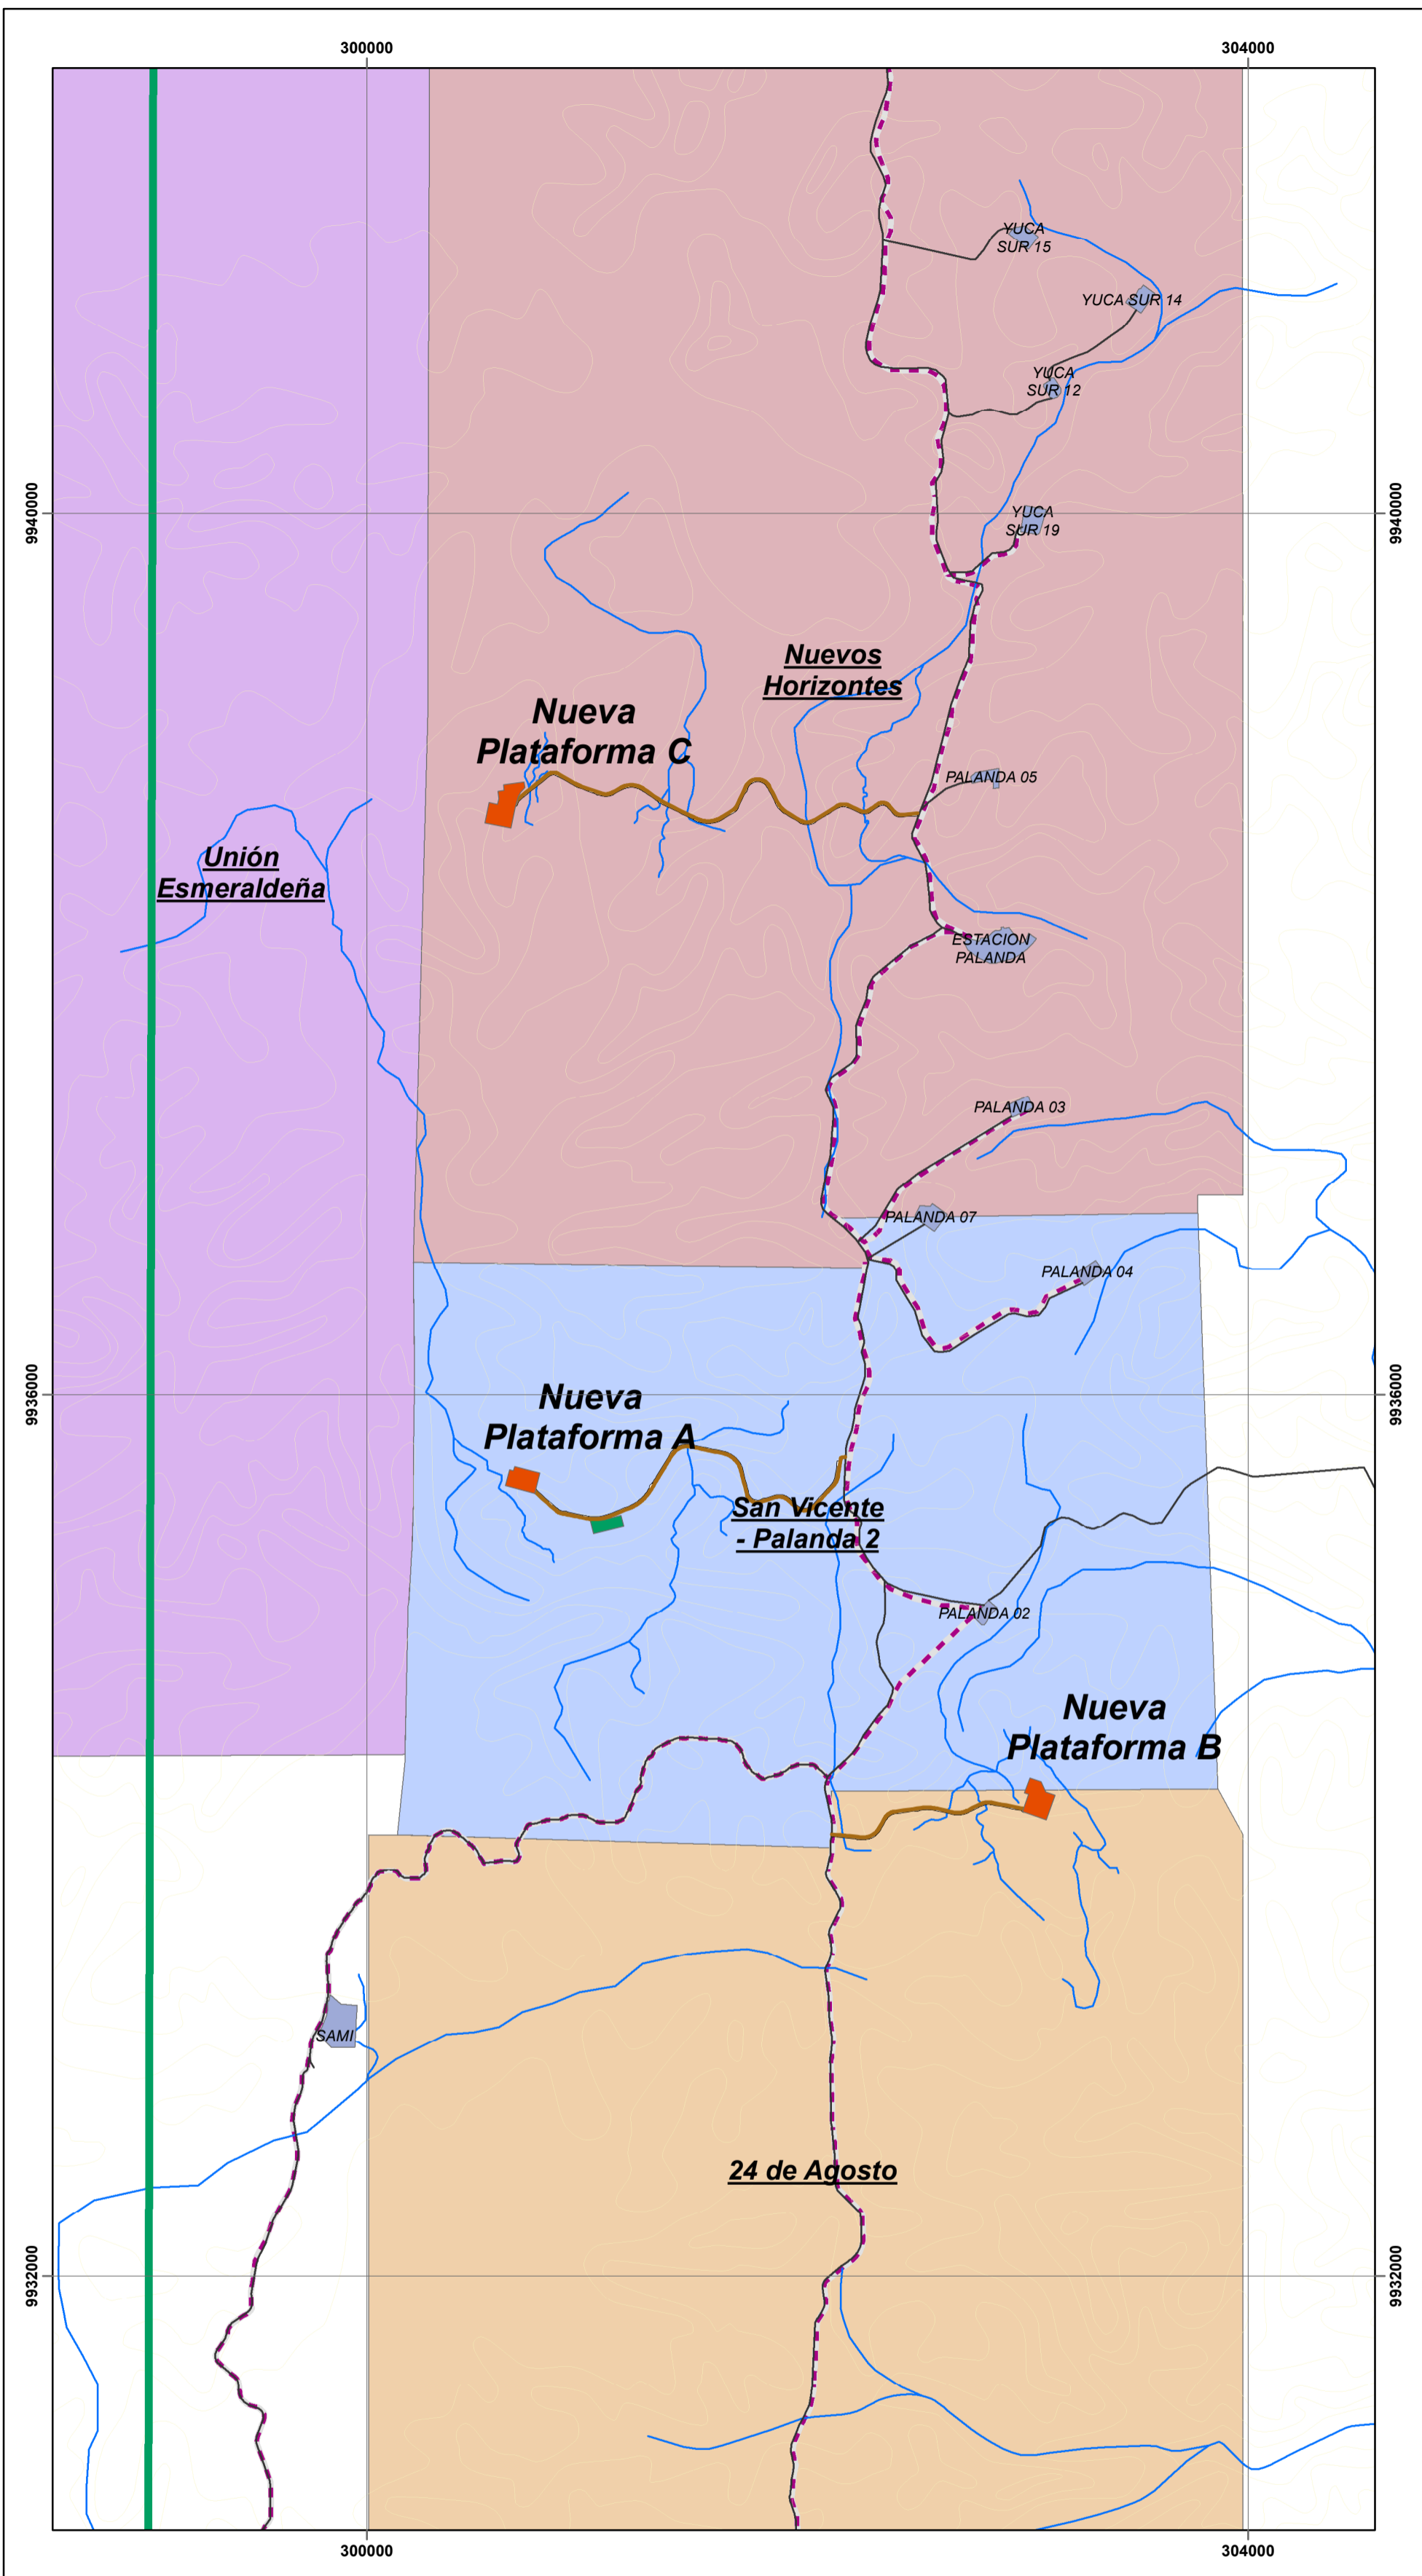 300000
304000
YUCA
SUR 15
YUCA SUR 14
YUCA
SUR 12
9940000
9940000
YUCA
SUR 19
Nuevos
Horizontes
Nueva
Plataforma C
PALANDA 05
Unión
Esmeraldeña
ESTACION
PALANDA
PALANDA 03
PALANDA 07
PALANDA 04
9936000
9936000
Nueva
Plataforma A
San Vicente
- Palanda 2
PALANDA 02
Nueva
Plataforma B
SAMI
24 de Agosto
9932000
9932000
300000
304000